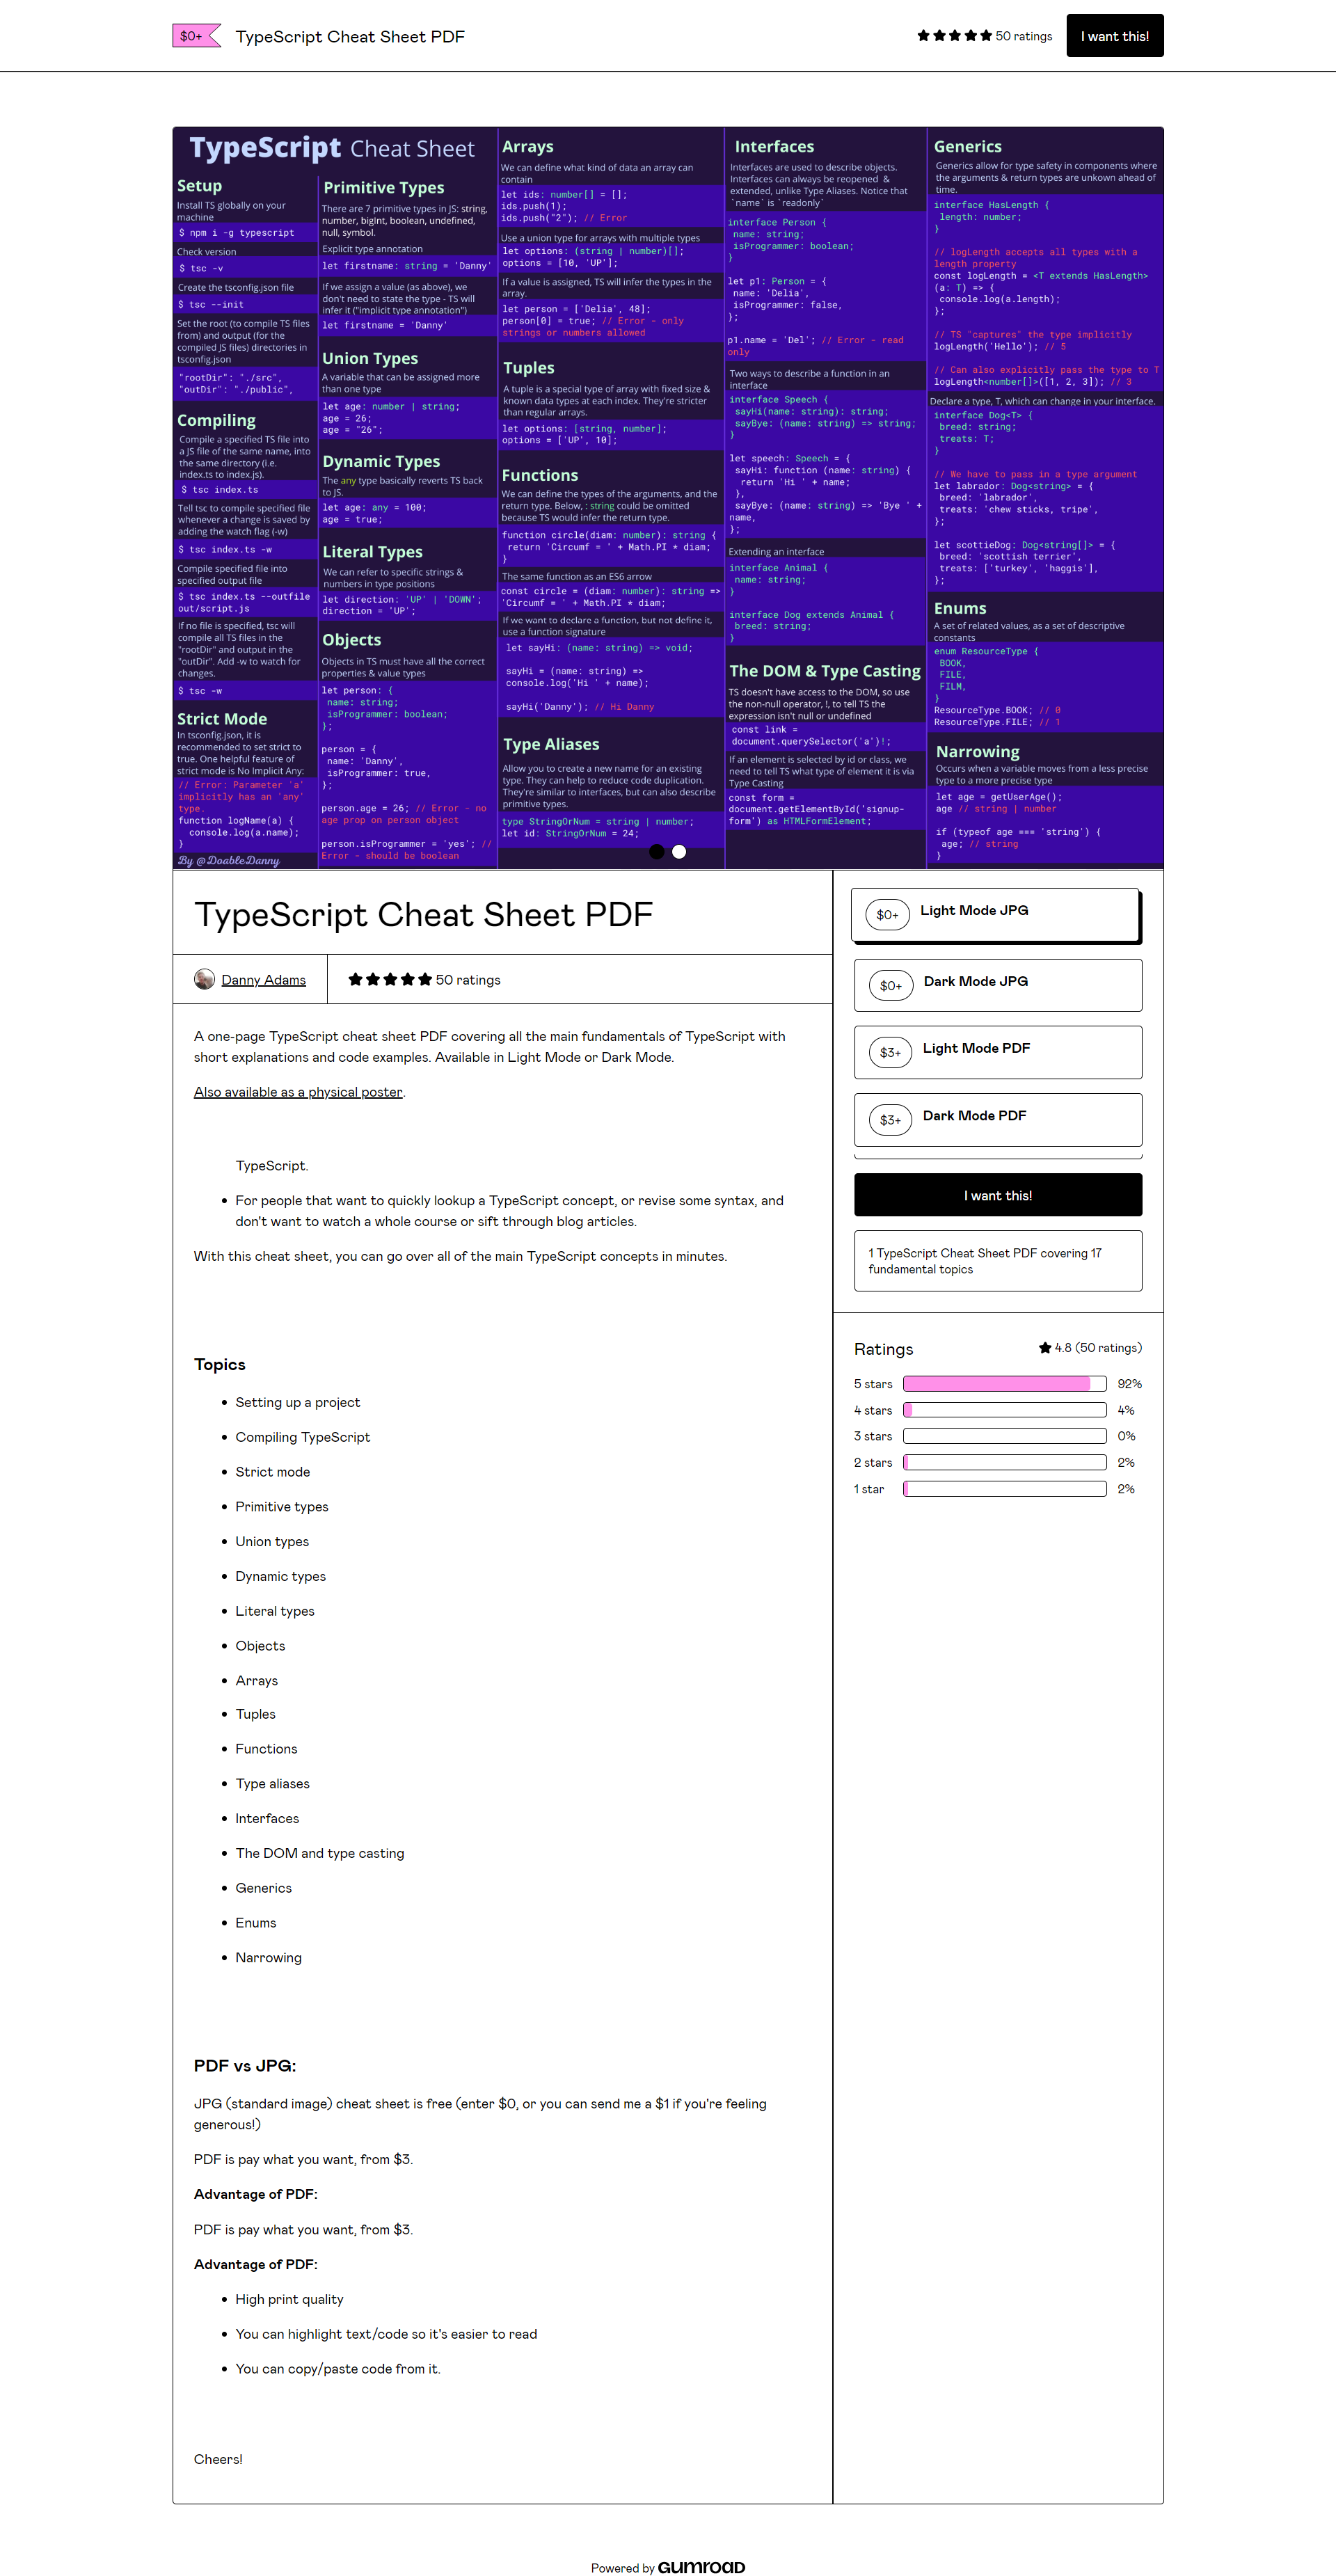 $0+
TypeScript Cheat Sheet PDF
50 ratings
I want this!
TypeScript Cheat Sheet
Setup
Install TS globally on your
machine
$ npm i -g typescript
Check version
$ tsc -v
Create the tsconfig.json file
$ tsc --init
Set the root (to compile TS files
from) and output (for the
compiled JS files) directories in
tsconfig.json
"rootDir": "./src",
"outDir": "./public",
Compiling
Compile a specified TS file into
a JS file of the same name, into
the same directory (i.e.
index.ts to index.js).
$ tsc index.ts
Tell tsc to compile specified file
whenever a change is saved by
adding the watch flag (-w)
$ tsc index.ts -w
Compile specified file into
specified output file
$ tsc index.ts --outfile
out/script.js
If no file is specified, tsc will
compile all TS files in the
"rootDir" and output in the
"outDir". Add -w to watch for
changes.
$ tsc -w
Strict Mode
In tsconfig.json, it is
recommended to set strict to
true. One helpful feature of
strict mode is No Implicit Any:
// Error: Parameter 'a'
implicitly has an 'any'
type.
function logName(a) {
console.log(a.name);
}
By @DoableDanny
Primitive Types
There are 7 primitive types in JS: string,
number, bigInt, boolean, undefined,
null, symbol.
Explicit type annotation
let firstname: string = 'Danny'
If we assign a value (as above), we
don't need to state the type - TS will
infer it ("implicit type annotation")
let firstname = 'Danny'
Union Types
A variable that can be assigned more
than one type
let age: number | string;
age = 26;
age = "26";
Dynamic Types
The any type basically reverts TS back
to JS.
let age: any = 100;
age = true;
Literal Types
We can refer to specific strings &
numbers in type positions
let direction: 'UP' | 'DOWN';
direction = 'UP';
Objects
Objects in TS must have all the correct
properties & value types
let person: {
name: string;
isProgrammer: boolean;
};
person = {
name: 'Danny',
isProgrammer: true,
};
person.age = 26; // Error - no
age prop on person object
person.isProgrammer = 'yes'; //
Error - should be boolean
Arrays
We can define what kind of data an array can
contain
let ids: number[] = [];
ids.push(1);
ids.push("2"); // Error
Use a union type for arrays with multiple types
let options: (string | number)[];
options = [10, 'UP'];
If a value is assigned, TS will infer the types in the
array.
let person = ['Delia', 48];
person[0] = true; // Error - only
strings or numbers allowed
Tuples
A tuple is a special type of array with fixed size &
known data types at each index. They're stricter
than regular arrays.
let options: [string, number];
options = ['UP', 10];
Functions
We can define the types of the arguments, and the
return type. Below, : string could be omitted
because TS would infer the return type.
function circle(diam: number): string {
return 'Circumf = ' + Math.PI * diam;
}
The same function as an ES6 arrow
const circle = (diam: number): string =>
'Circumf = ' + Math.PI * diam;
If we want to declare a function, but not define it,
use a function signature
let sayHi: (name: string) => void;
sayHi = (name: string) =>
console.log('Hi ' + name);
sayHi('Danny'); // Hi Danny
Type Aliases
Allow you to create a new name for an existing
type. They can help to reduce code duplication.
They're similar to interfaces, but can also describe
primitive types.
type StringOrNum = string | number;
let id: StringOrNum = 24;
Interfaces
Interfaces are used to describe objects.
Interfaces can always be reopened &
extended, unlike Type Aliases. Notice that
`name` is `readonly`
interface Person {
name: string;
isProgrammer: boolean;
}
let p1: Person = {
name: 'Delia',
isProgrammer: false,
};
p1.name = 'Del'; // Error - read
only
Two ways to describe a function in an
interface
interface Speech {
sayHi(name: string): string;
sayBye: (name: string) => string;
}
let speech: Speech = {
sayHi: function (name: string) {
return 'Hi ' + name;
},
sayBye: (name: string) => 'Bye ' +
name,
};
Extending an interface
interface Animal {
name: string;
}
interface Dog extends Animal {
breed: string;
}
The DOM & Type Casting
TS doesn't have access to the DOM, so use
the non-null operator, !, to tell TS the
expression isn't null or undefined
const link =
document.querySelector('a')!;
If an element is selected by id or class, we
need to tell TS what type of element it is via
Type Casting
const form =
document.getElementById('signup-
form') as HTMLFormElement;
Generics
Generics allow for type safety in components where
the arguments & return types are unkown ahead of
time.
interface HasLength {
length: number;
}
// logLength accepts all types with a
length property
const logLength = <T extends HasLength>
(a: T) => {
console.log(a.length);
};
// TS "captures" the type implicitly
logLength('Hello'); // 5
// Can also explicitly pass the type to T
logLength<number[]>([1, 2, 3]); // 3
Declare a type, T, which can change in your interface.
interface Dog<T> {
breed: string;
treats: T;
}
// We have to pass in a type argument
let labrador: Dog<string> = {
breed: 'labrador',
treats: 'chew sticks, tripe',
};
let scottieDog: Dog<string[]> = {
breed: 'scottish terrier',
treats: ['turkey', 'haggis'],
};
Enums
A set of related values, as a set of descriptive
constants
enum ResourceType {
BOOK,
FILE,
FILM,
}
ResourceType.BOOK; // 0
ResourceType.FILE; // 1
Narrowing
Occurs when a variable moves from a less precise
type to a more precise type
let age = getUserAge();
age // string | number
if (typeof age === 'string') {
age; // string
}
TypeScript Cheat Sheet PDF
Danny Adams
50 ratings
A one-page TypeScript cheat sheet PDF covering all the main fundamentals of TypeScript with
short explanations and code examples. Available in Light Mode or Dark Mode.
Also available as a physical poster.
TypeScript.
For people that want to quickly lookup a TypeScript concept, or revise some syntax, and
don't want to watch a whole course or sift through blog articles.
With this cheat sheet, you can go over all of the main TypeScript concepts in minutes.
Topics
Setting up a project
Compiling TypeScript
Strict mode
Primitive types
Union types
Dynamic types
Literal types
Objects
Arrays
Tuples
Functions
Type aliases
Interfaces
The DOM and type casting
Generics
Enums
Narrowing
PDF vs JPG:
JPG (standard image) cheat sheet is free (enter $0, or you can send me a $1 if you're feeling
generous!)
PDF is pay what you want, from $3.
Advantage of PDF:
PDF is pay what you want, from $3.
Advantage of PDF:
High print quality
You can highlight text/code so it's easier to read
You can copy/paste code from it.
Cheers!
$0+ Light Mode JPG
$0+ Dark Mode JPG
$3+ Light Mode PDF
$3+ Dark Mode PDF
I want this!
1 TypeScript Cheat Sheet PDF covering 17
fundamental topics
Ratings
4.8 (50 ratings)
5 stars 92%
4 stars 4%
3 stars 0%
2 stars 2%
1 star 2%
Powered by GUMROAD